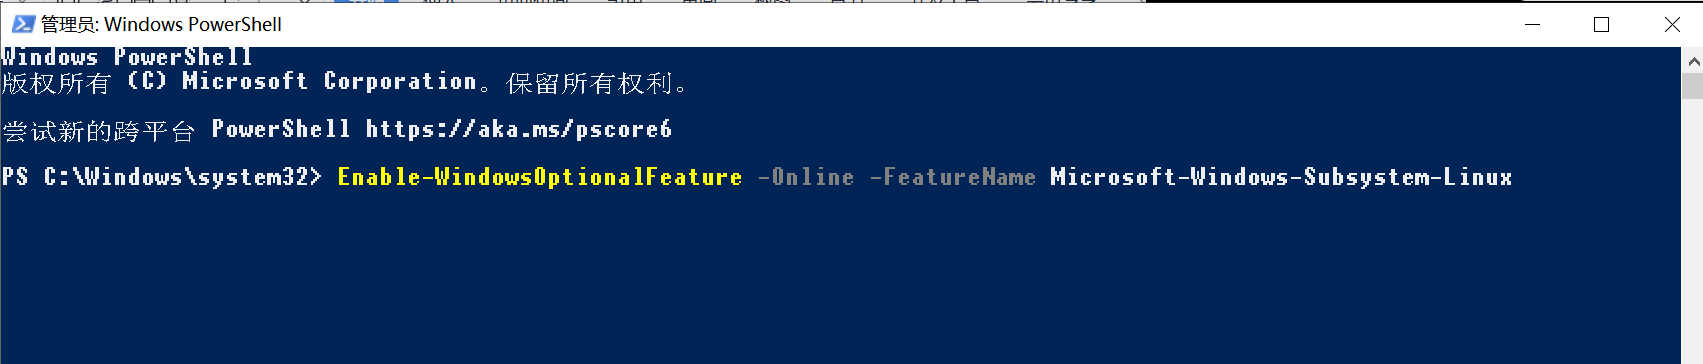 管理员: Windows PowerShell
Windows PowerShell
版权所有 (C) Microsoft Corporation。保留所有权利。
尝试新的跨平台 PowerShell https://aka.ms/pscore6
PS C:\Windows\system32> Enable-WindowsOptionalFeature -Online -FeatureName Microsoft-Windows-Subsystem-Linux